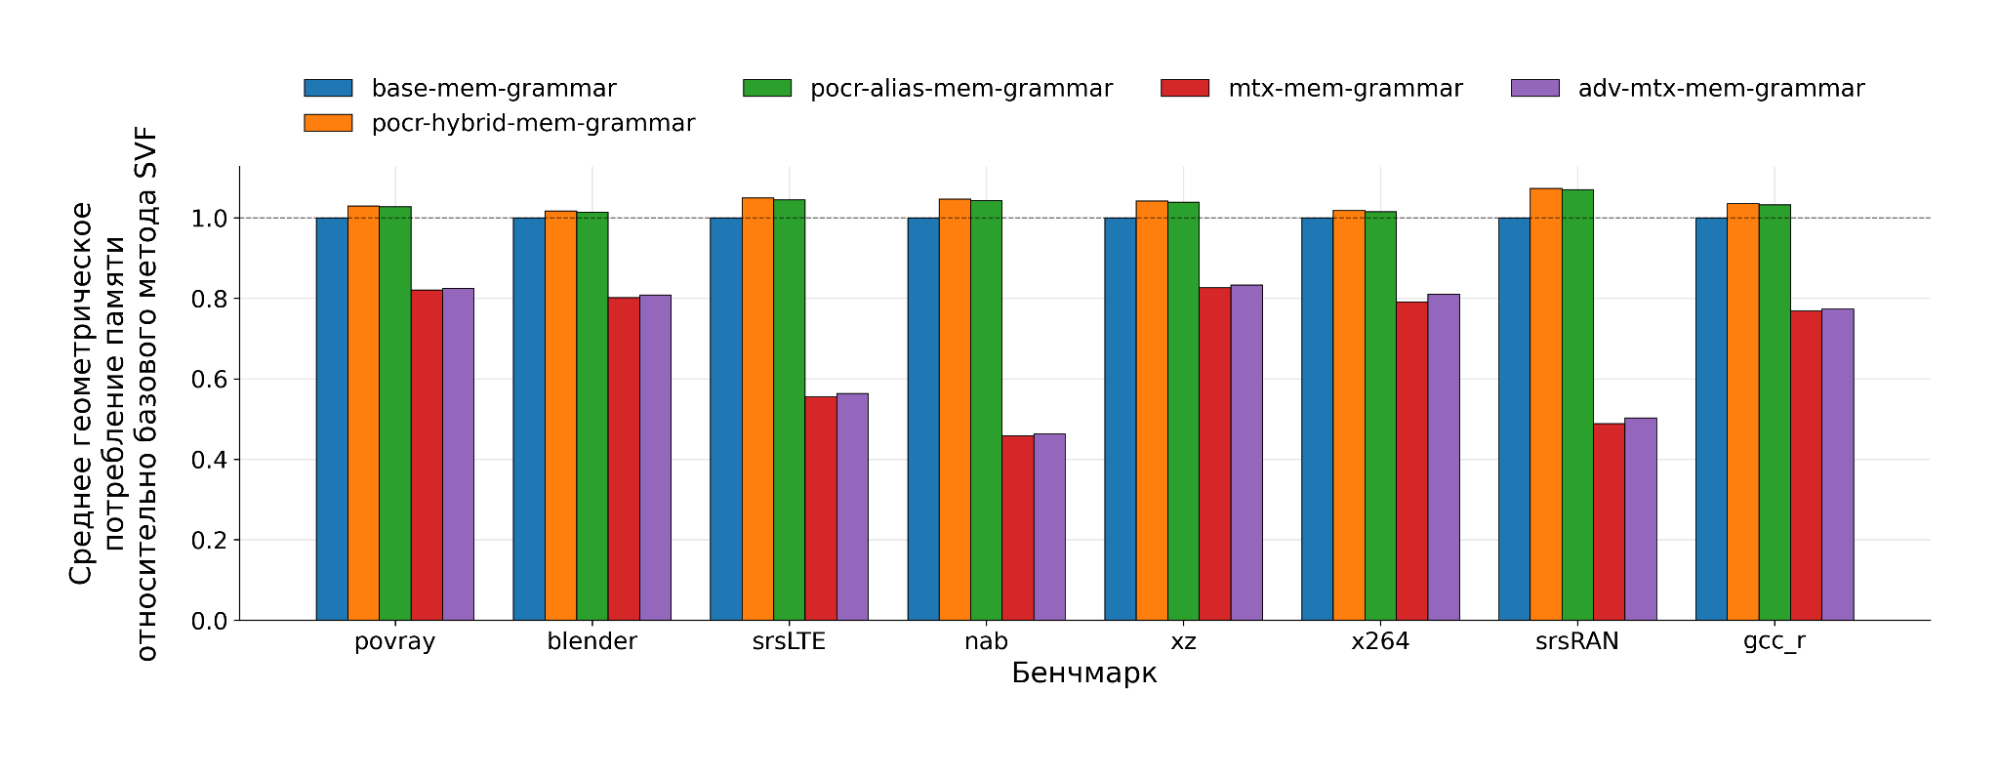 base-mem-grammar
pocr-hybrid-mem-grammar
pocr-alias-mem-grammar
mtx-mem-grammar
adv-mtx-mem-grammar
Среднее геометрическое
потребление памяти
относительно базового метода SVF
1.0
0.8
0.6
0.4
0.2
0.0
povray
blender
srsLTE
nab
xz
x264
srsRAN
gcc_r
Бенчмарк